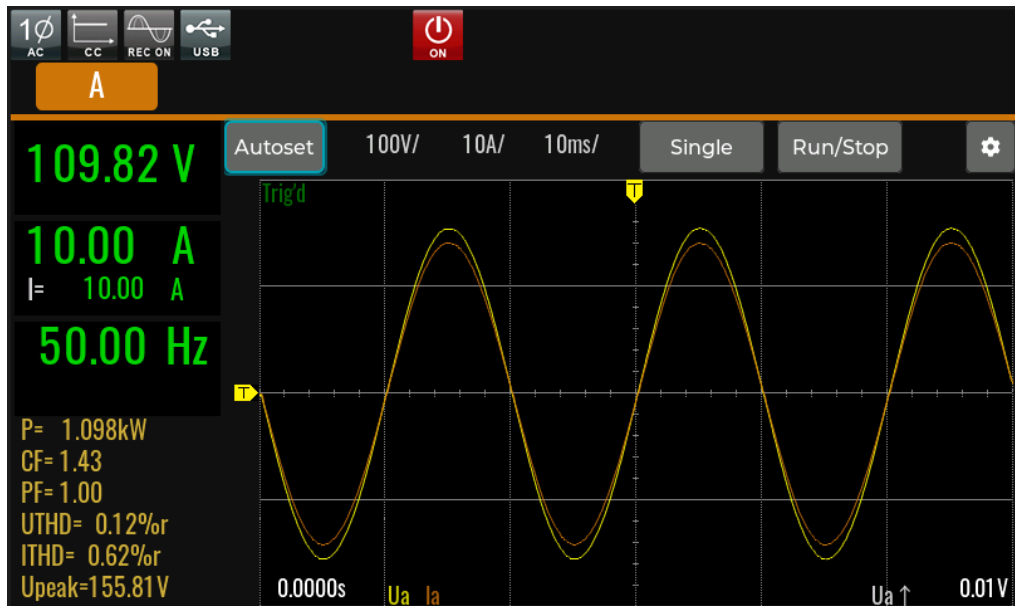 1Ø
AC
CC
REC ON
USB
ON
A
109.82 V
10.00 A
I= 10.00 A
50.00 Hz
P= 1.098kW
CF= 1.43
PF= 1.00
UTHD= 0.12%r
ITHD= 0.62%r
Upeak=155.81V
Autoset 100V/ 10A/ 10ms/ Single Run/Stop
Trig'd
T
T
0.0000s Ua Ia Ua ↑ 0.01V